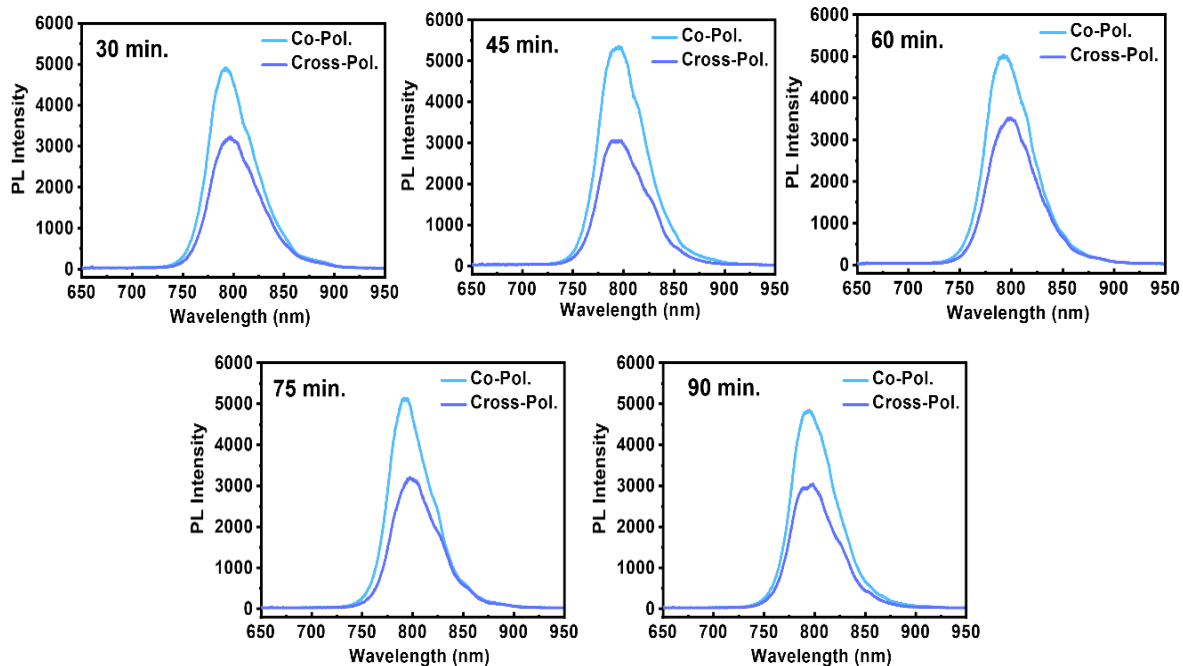 30 min.
Co-Pol.
Cross-Pol.
PL Intensity
6000
5000
4000
3000
2000
1000
0
650 700 750 800 850 900 950
Wavelength (nm)
45 min.
Co-Pol.
Cross-Pol.
PL Intensity
6000
5000
4000
3000
2000
1000
0
650 700 750 800 850 900 950
Wavelength (nm)
60 min.
Co-Pol.
Cross-Pol.
PL Intensity
6000
5000
4000
3000
2000
1000
0
650 700 750 800 850 900 950
Wavelength (nm)
75 min.
Co-Pol.
Cross-Pol.
PL Intensity
6000
5000
4000
3000
2000
1000
0
650 700 750 800 850 900 950
Wavelength (nm)
90 min.
Co-Pol.
Cross-Pol.
PL Intensity
6000
5000
4000
3000
2000
1000
0
650 700 750 800 850 900 950
Wavelength (nm)